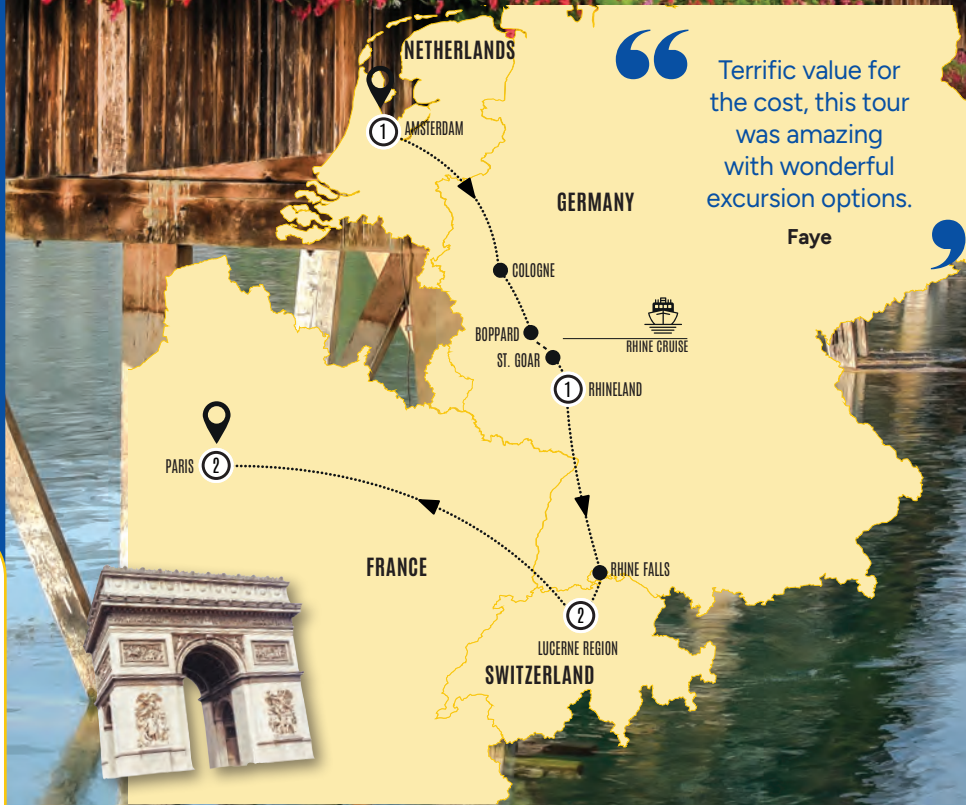 NETHERLANDS
“
Terrific value for
the cost, this tour
was amazing
with wonderful
excursion options.
Faye
’
1 AMSTERDAM
GERMANY
COLOGNE
BOPPARD
RHINE CRUISE
ST. GOAR
1 RHINELAND
PARIS 2
FRANCE
RHINE FALLS
2
LUCERNE REGION
SWITZERLAND